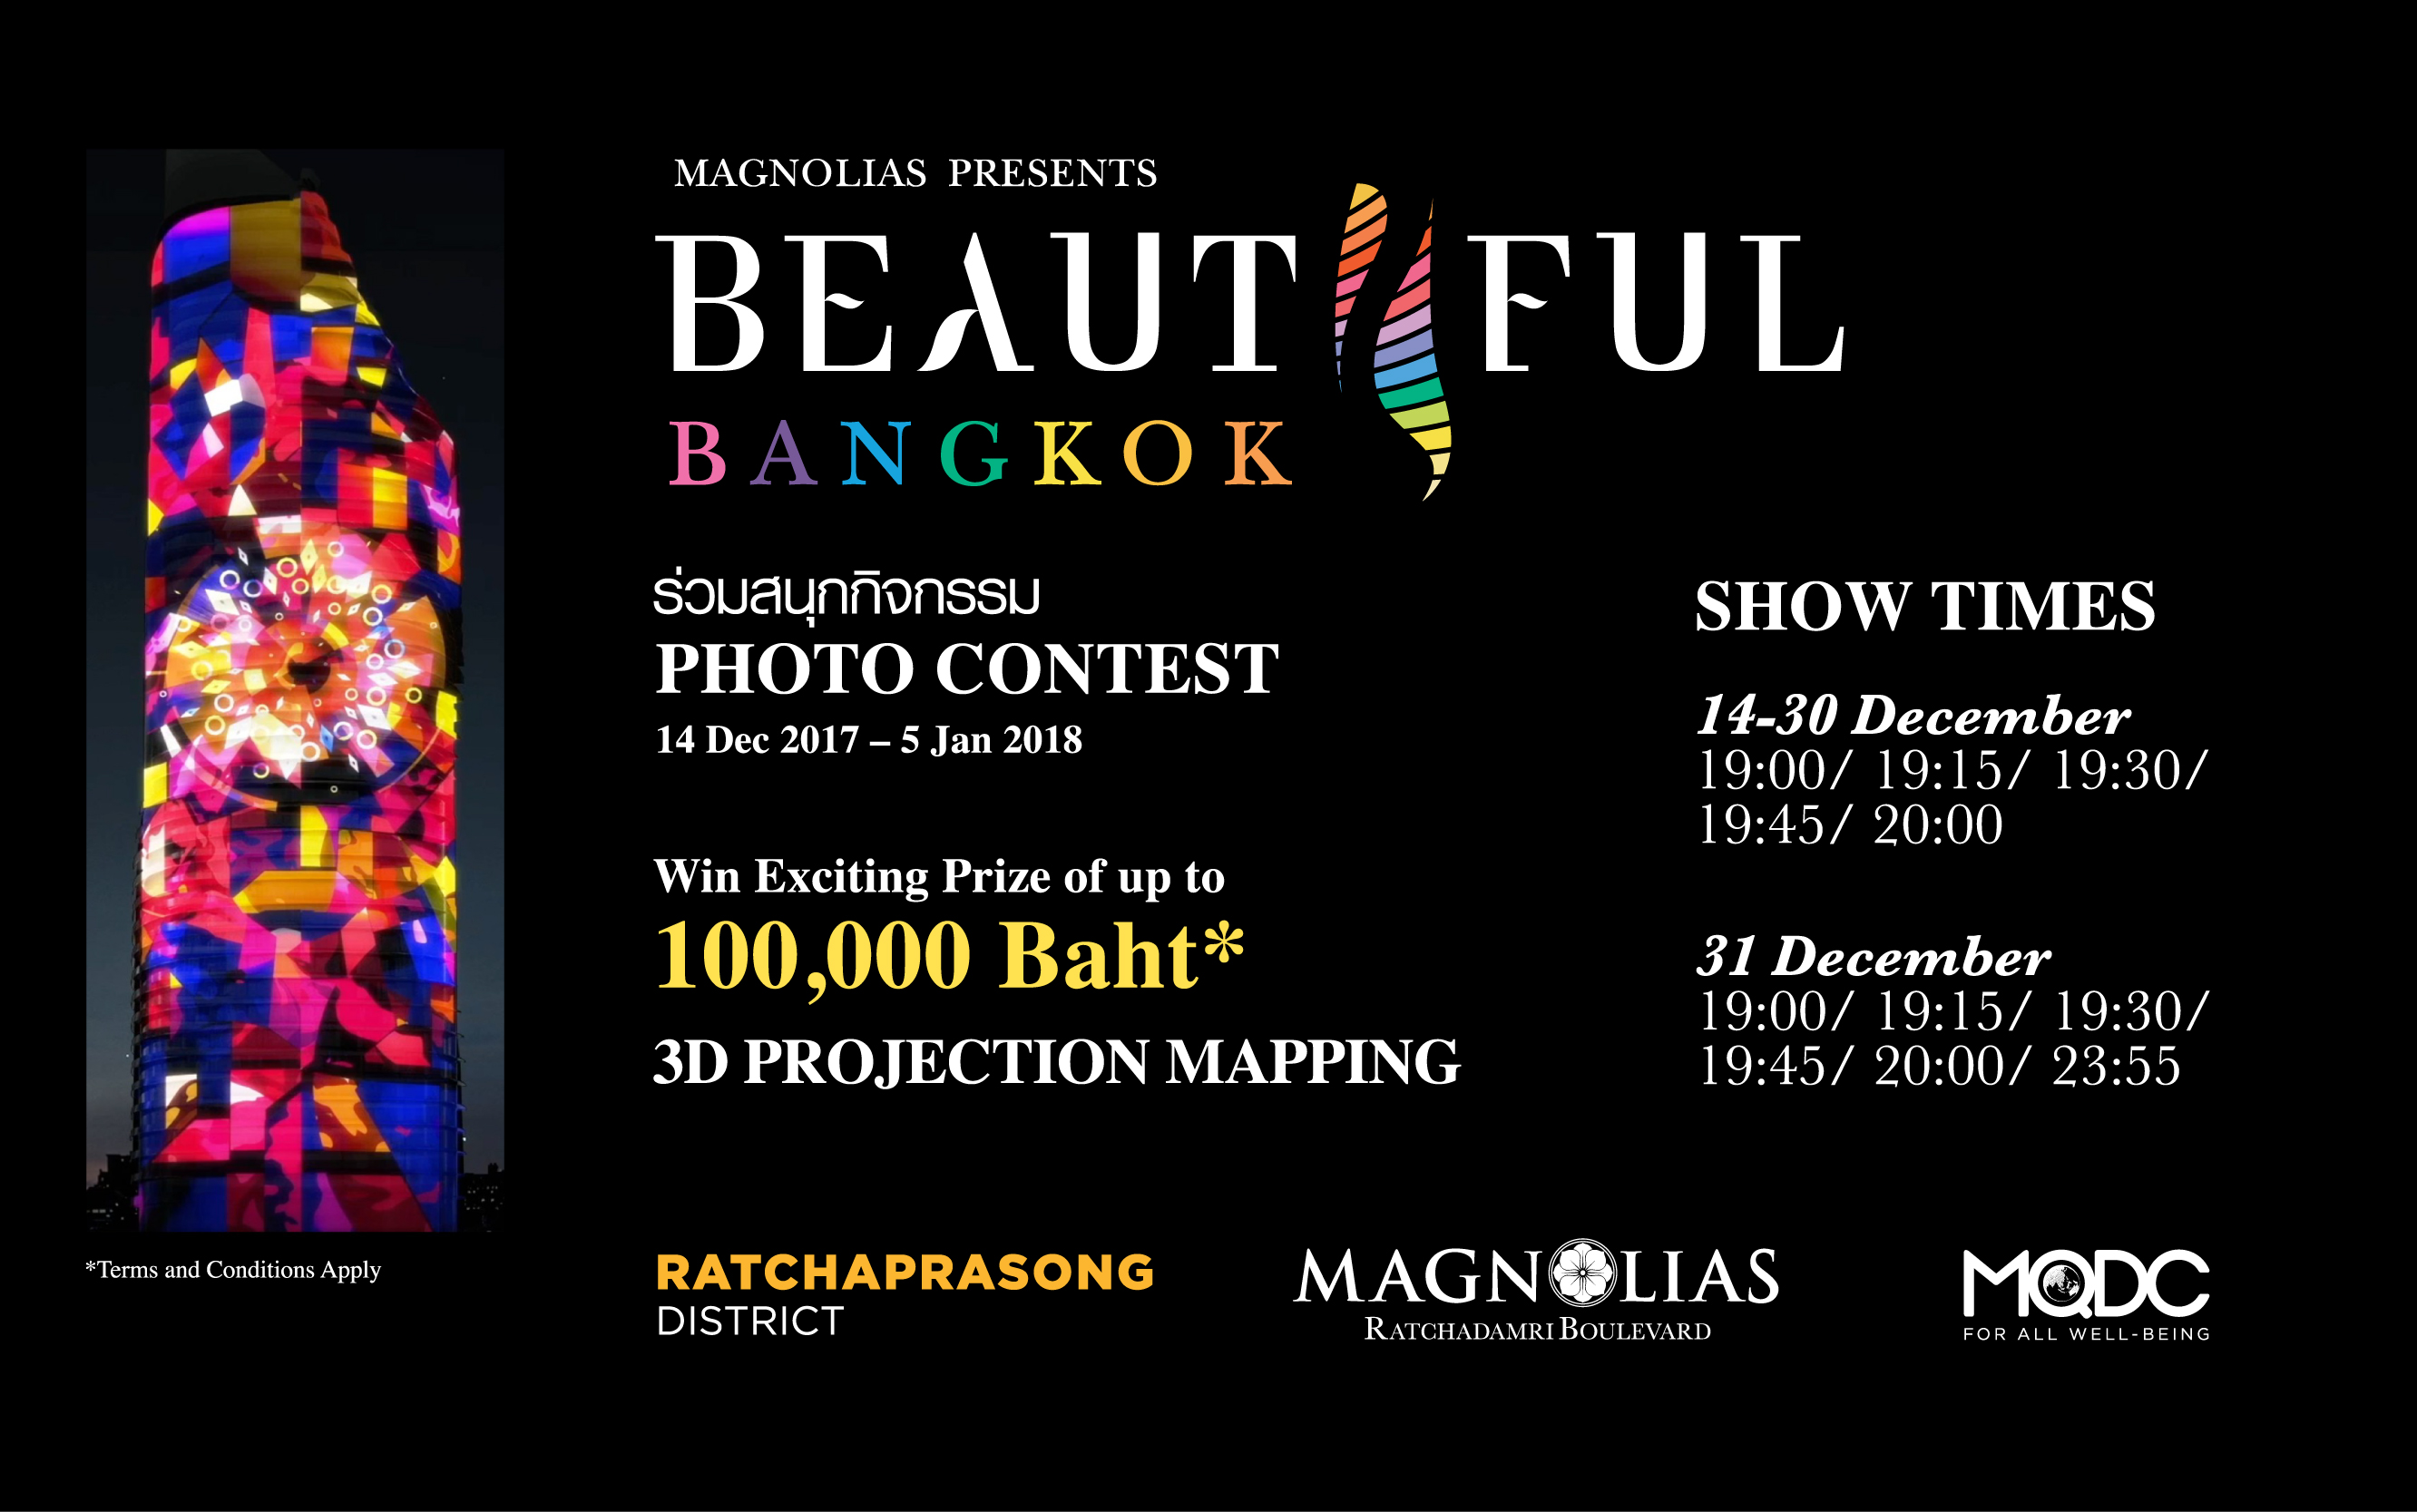 MAGNOLIAS PRESENTS
BEAUTIFUL
BANGKOK
ร่วมสนุกกิจกรรม
PHOTO CONTEST
14 Dec 2017 – 5 Jan 2018
Win Exciting Prize of up to
100,000 Baht*
3D PROJECTION MAPPING
SHOW TIMES
14-30 December
19:00/ 19:15/ 19:30/
19:45/ 20:00
31 December
19:00/ 19:15/ 19:30/
19:45/ 20:00/ 23:55
*Terms and Conditions Apply
RATCHAPRASONG
DISTRICT
MAGNOLIAS
RATCHADAMRI BOULEVARD
MQDC
FOR ALL WELL-BEING